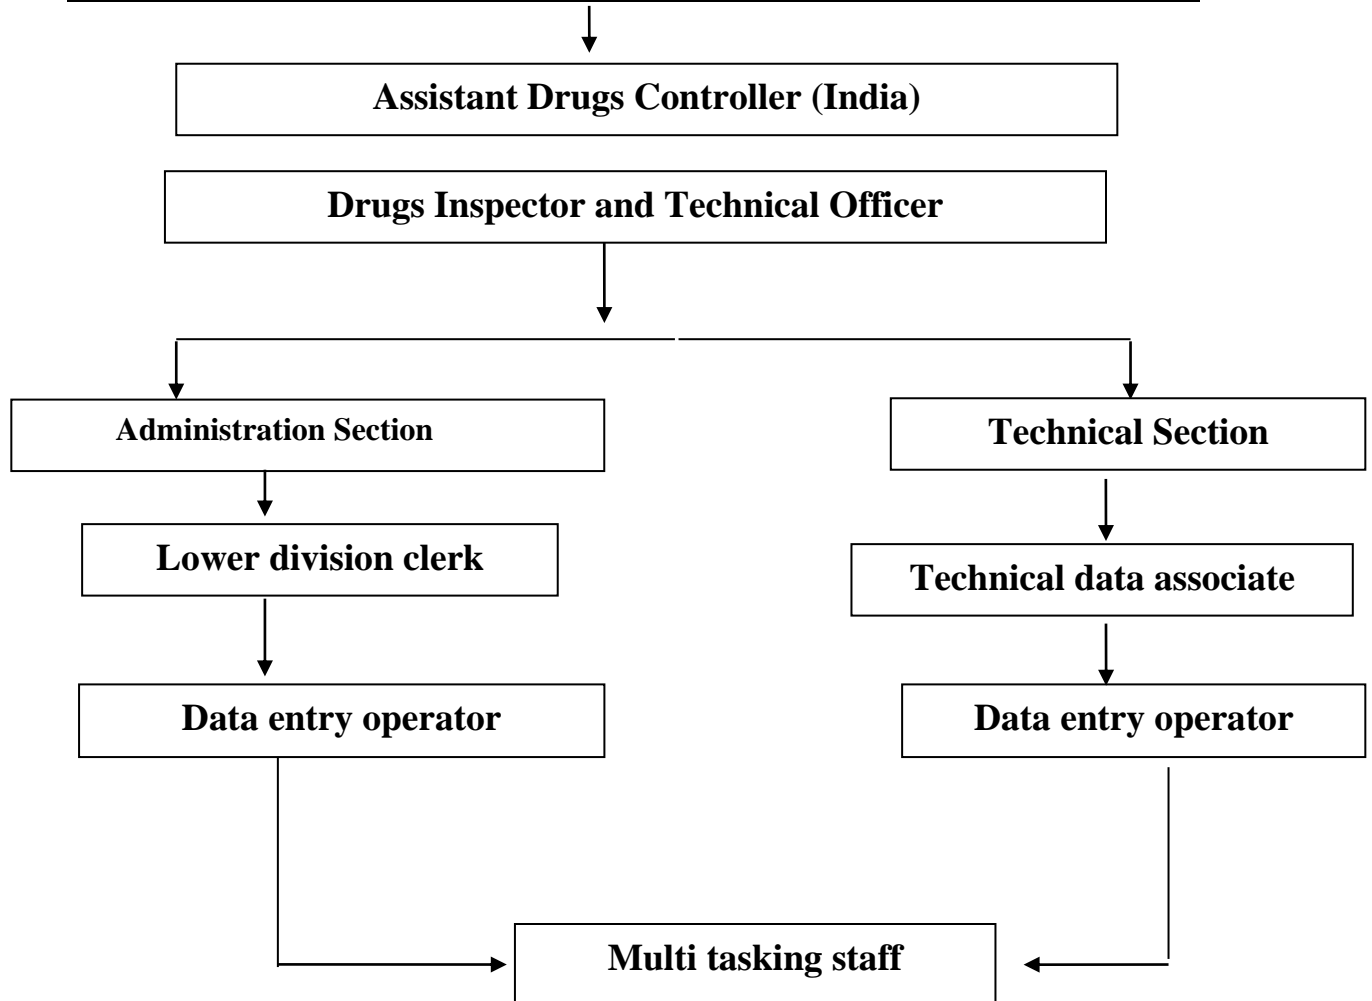 Assistant Drugs Controller (India)
Drugs Inspector and Technical Officer
Administration Section
Technical Section
Lower division clerk
Technical data associate
Data entry operator
Data entry operator
Multi tasking staff